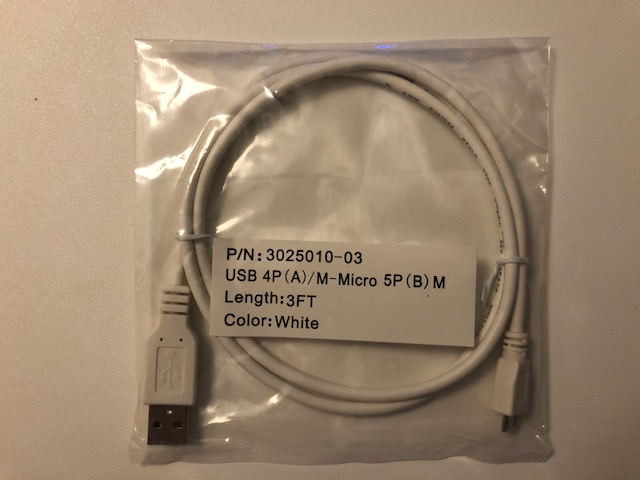 P/N:3025010-03
USB 4P(A)/M-Micro 5P(B)M
Length:3FT
Color:White